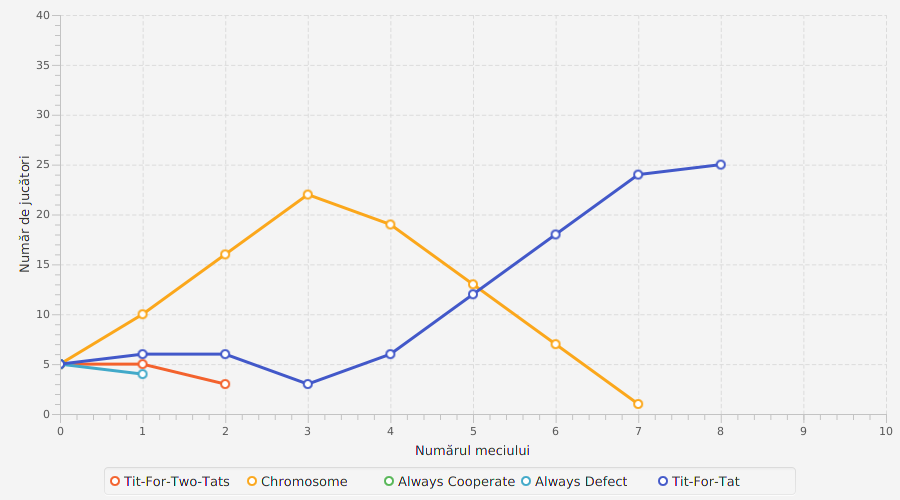 40
35
30
25
20
15
10
5
0
Număr de jucători
0 1 2 3 4 5 6 7 8 9 10
Numărul meciului
Tit-For-Two-Tats Chromosome Always Cooperate Always Defect Tit-For-Tat